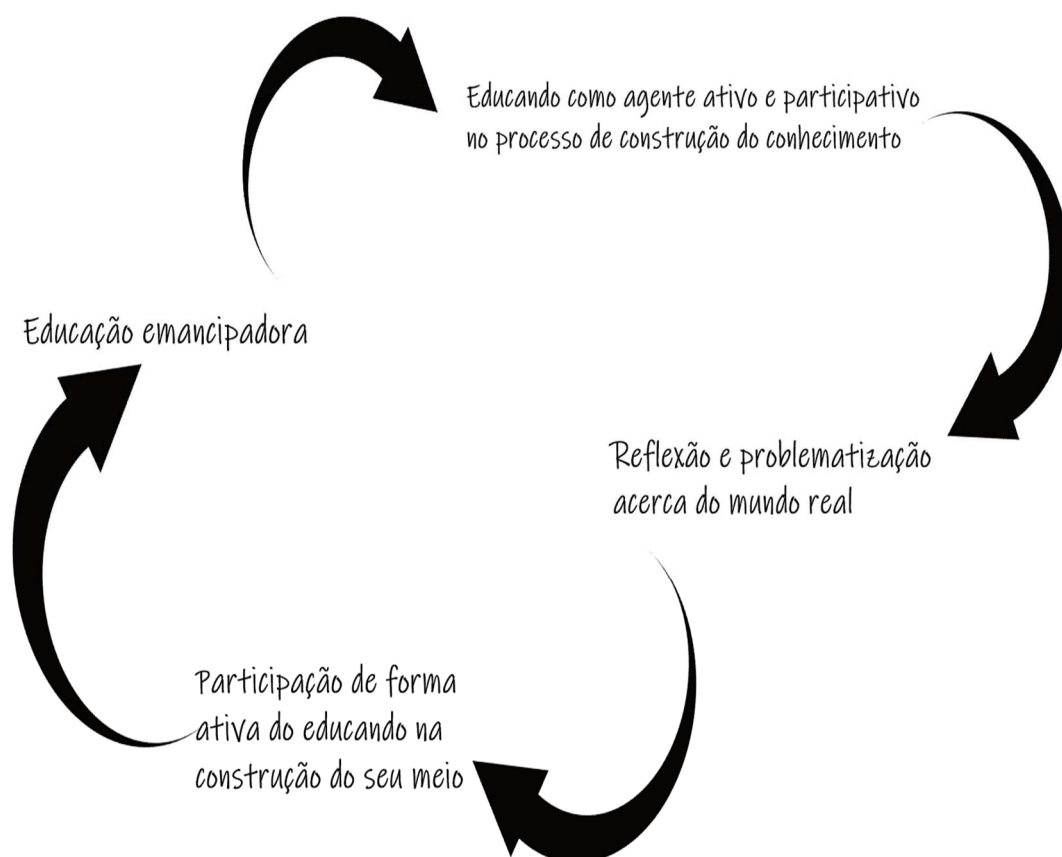 Educando como agente ativo e participativo
no processo de construção do conhecimento
Educação emancipadora
Reflexão e problematização
acerca do mundo real
Participação de forma
ativa do educando na
construção do seu meio